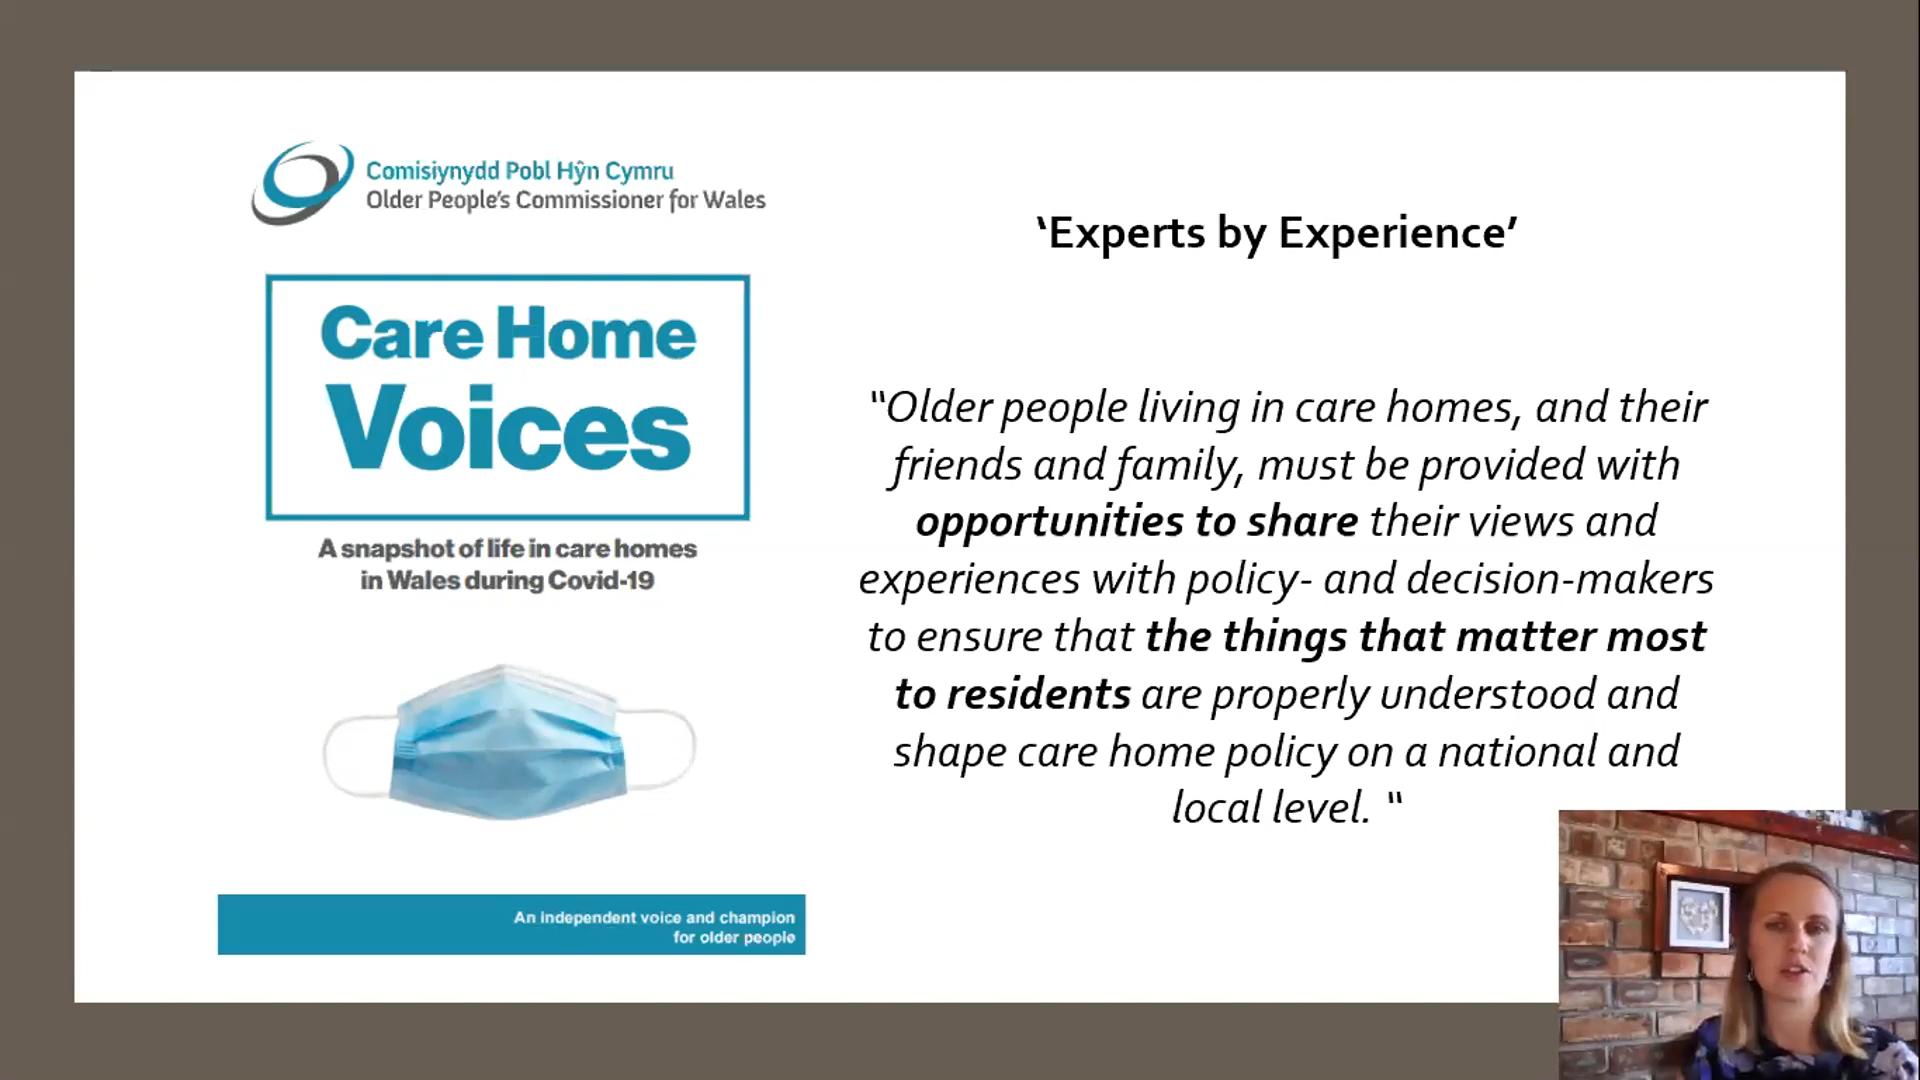 Comisiynydd Pobl Hŷn Cymru
Older People's Commissioner for Wales
Care Home
Voices
A snapshot of life in care homes
in Wales during Covid-19
An independent voice and champion
for older people
‘Experts by Experience’
“Older people living in care homes, and their
friends and family, must be provided with
opportunities to share their views and
experiences with policy- and decision-makers
to ensure that the things that matter most
to residents are properly understood and
shape care home policy on a national and
local level. “